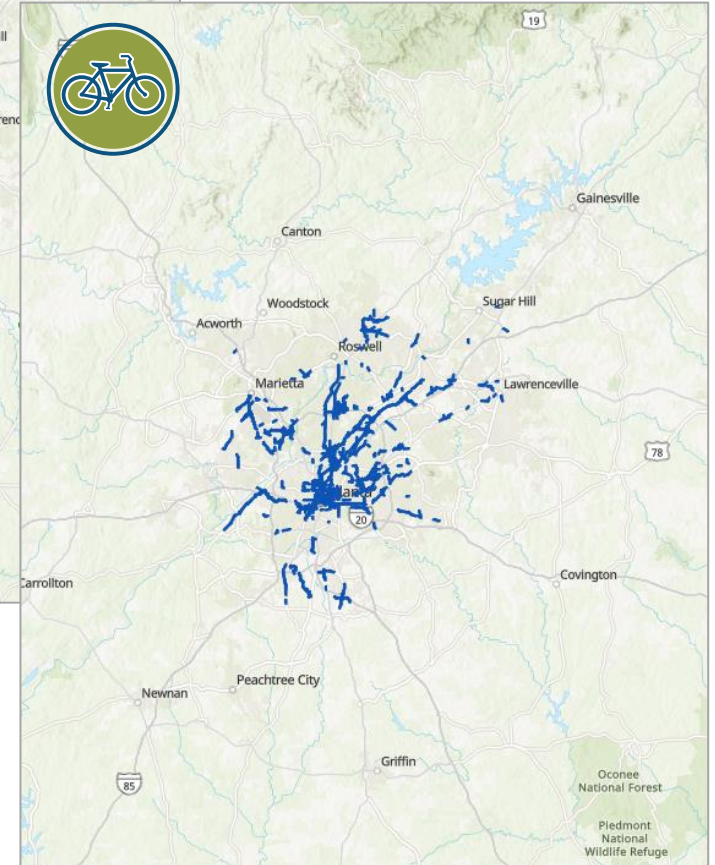 19
Gainesville
Canton
Sugar Hill
Woodstock
Acworth
Roswell
Marietta
Lawrenceville
78
20
Covington
Carrollton
Peachtree City
Newnan
Griffin
85
Oconee
National Forest
Piedmont
National
Wildlife Refuge